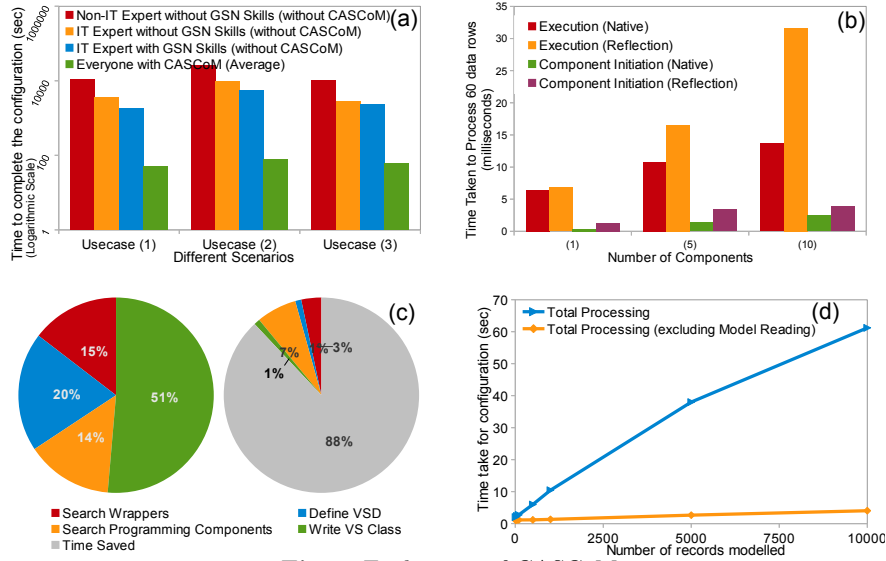 (a)
Non-IT Expert without GSN Skills (without CASCoM)
IT Expert without GSN Skills (without CASCoM)
IT Expert with GSN Skills (without CASCoM)
Everyone with CASCoM (Average)
Time to complete the configuration (sec)
(Logarithmic Scale)
1000000
10000
100
1
Usecase (1)
Usecase (2)
Usecase (3)
Different Scenarios
(b)
Execution (Native)
Execution (Reflection)
Component Initiation (Native)
Component Initiation (Reflection)
Time Taken to Process 60 data rows
(milliseconds)
35
30
25
20
15
10
5
0
(1)
(5)
(10)
Number of Components
(c)
15%
20%
14%
51%
7%
1%
3%
88%
Search Wrappers
Define VSD
Search Programming Components
Write VS Class
Time Saved
(d)
Total Processing
Total Processing (excluding Model Reading)
Time take for configuration (sec)
70
60
50
40
30
20
10
0
0
2500
5000
7500
10000
Number of records modelled